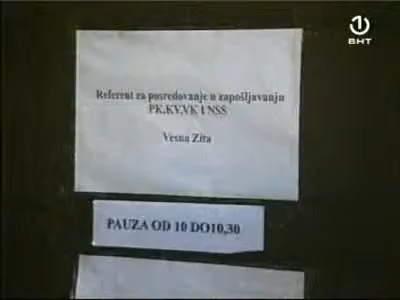 1
BHT
Referent za posredovanje u zapošljavanju
PK,KV,VK I NSS
Vesna Zita
PAUZA OD 10 DO10,30